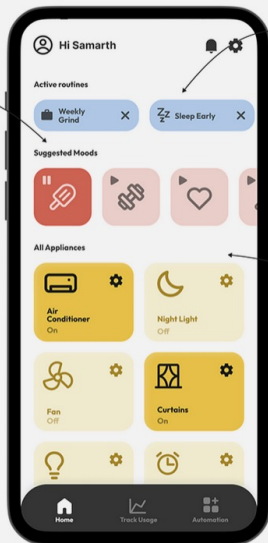 Hi Samarth
Active routines
Weekly
Grind
Sleep Early
Suggested Moods
All Appliances
Air
Conditioner
On
Night Light
Off
Fan
Off
Curtains
On
Home
Track Usage
Automation